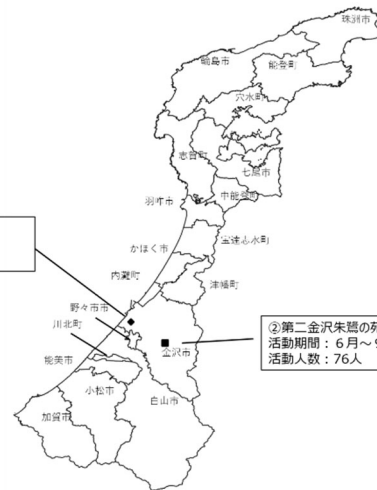 珠洲市
輪島市
能登町
穴水町
志賀町
七尾市
羽咋市
中能登町
宝達志水町
かほく市
内灘町
津幡町
野々市市
川北町
金沢市
能美市
小松市
白山市
加賀市
②第二金沢朱鷺の
活動期間：６月～９
活動人数：76人